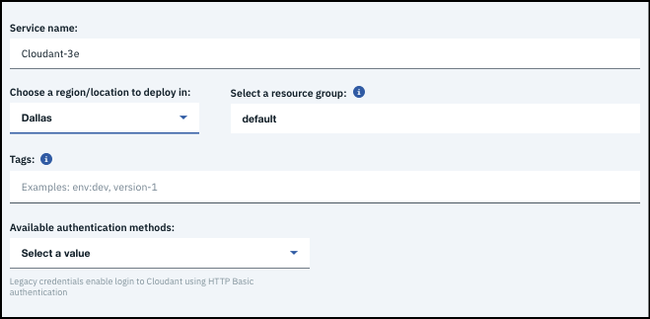 Service name:
Cloudant-3e
Choose a region/location to deploy in:
Select a resource group:
Dallas
default
Tags:
Examples: env:dev, version-1
Available authentication methods:
Select a value
Legacy credentials enable login to Cloudant using HTTP Basic
authentication